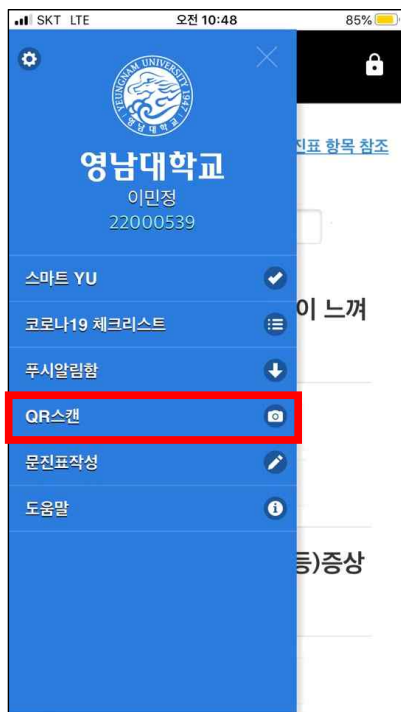 SKT LTE 오전 10:48 85%
YEUNGNAM UNIVERSITY 1947
영남대학교
영남대학교
이민정
22000539
진표 항목 참조
스마트 YU
이 느껴
코로나19 체크리스트
푸시알림함
QR스캔
문진표작성
도움말
등)증상